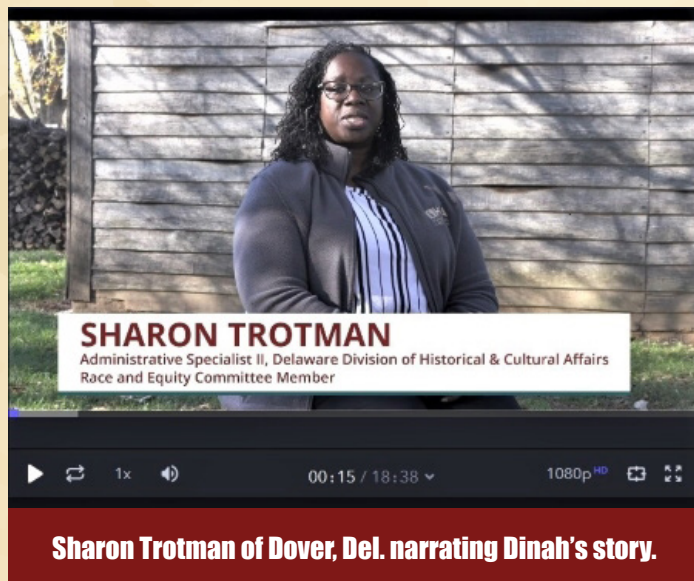 SHARON TROTMAN
Administrative Specialist II, Delaware Division of Historical & Cultural Affairs
Race and Equity Committee Member
1x
00:15 / 18:38
1080p HD
Sharon Trotman of Dover, Del. narrating Dinah's story.